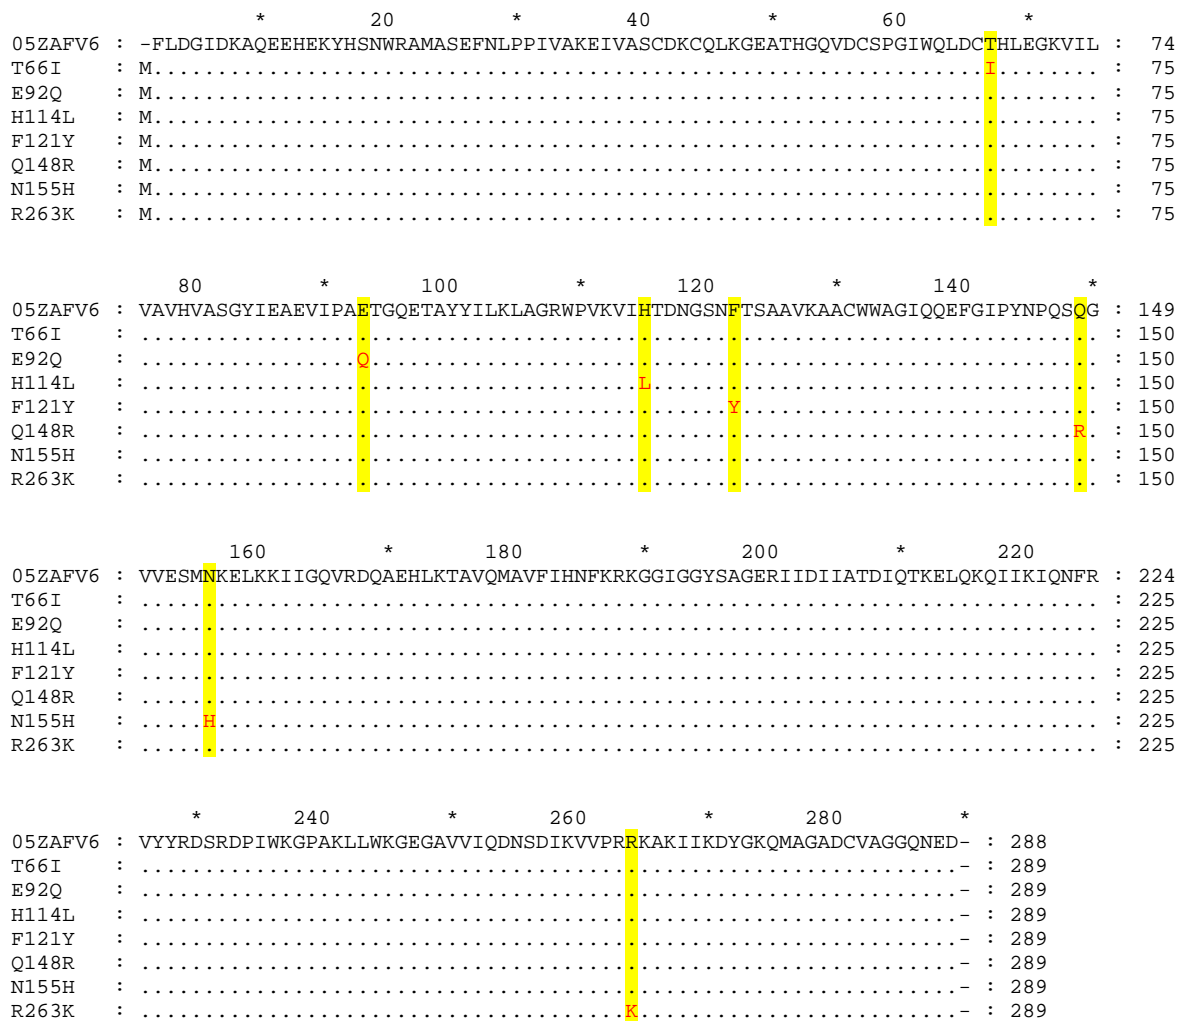 * 20 * 40 * 60 *
05ZAFV6 : -FLDGIDKAQEEHEKYHSNWRAMASEFNLPPIVAKEIVASCDKCQLKGEATHGQVDCSPGIWQLDCTHLEGKVIL : 74
T66I : M.................................................................I........ : 75
E92Q : M.......................................................................... : 75
H114L : M.......................................................................... : 75
F121Y : M.......................................................................... : 75
Q148R : M.......................................................................... : 75
N155H : M.......................................................................... : 75
R263K : M.......................................................................... : 75
80 * 100 * 120 * 140 *
05ZAFV6 : VAVHVASGYIEAEVIPAETGQETAYYILKLAGRWPVKVIHTDNGSNFTSAAVKAACWWAGIQQEFGIPYNPQSQG : 149
T66I : ........................................................................... : 150
E92Q : .................Q......................................................... : 150
H114L : .......................................L................................... : 150
F121Y : ..............................................Y............................ : 150
Q148R : .........................................................................R. : 150
N155H : ........................................................................... : 150
R263K : ........................................................................... : 150
160 * 180 * 200 * 220
05ZAFV6 : VVESMNKELKKIIGQVRDQAEHLKTAVQMAVFIHNFKRKGGIGGYSAGERIIDIIATDIQTKELQKQIIKIQNFR : 224
T66I : ........................................................................... : 225
E92Q : ........................................................................... : 225
H114L : ........................................................................... : 225
F121Y : ........................................................................... : 225
Q148R : ........................................................................... : 225
N155H : .....H..................................................................... : 225
R263K : ........................................................................... : 225
* 240 * 260 * 280 *
05ZAFV6 : VYYRDSRDPIWKGPAKLLWKGEGAVVIQDNSDIKVVPRRKAKIIKDYGKQMAGADCVAGGQNED- : 288
T66I : ................................................................- : 289
E92Q : ................................................................- : 289
H114L : ................................................................- : 289
F121Y : ................................................................- : 289
Q148R : ................................................................- : 289
N155H : ................................................................- : 289
R263K : ......................................K.........................- : 289